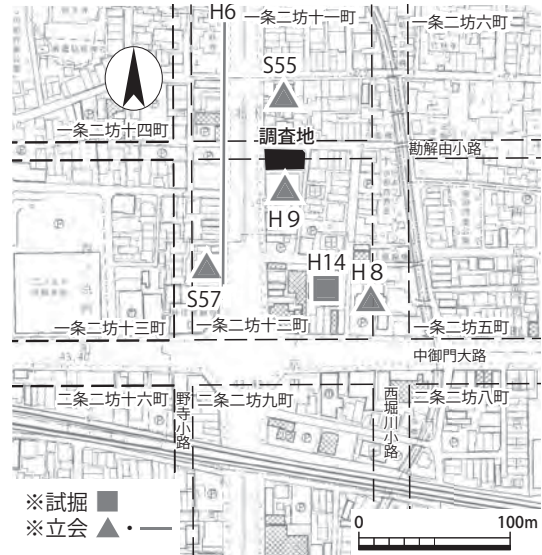 H6
一条二坊十一町
一条二坊六町
S55
一条二坊十四町
調査地
勘解由小路
H9
H14
H8
S57
一条二坊十三町
一条二坊十二町
一条二坊五町
中御門大路
二条二坊十六町
野寺小路
二条二坊九町
西堀川小路
二条二坊八町
※試掘 ■
※立会 ▲・―
0
100m